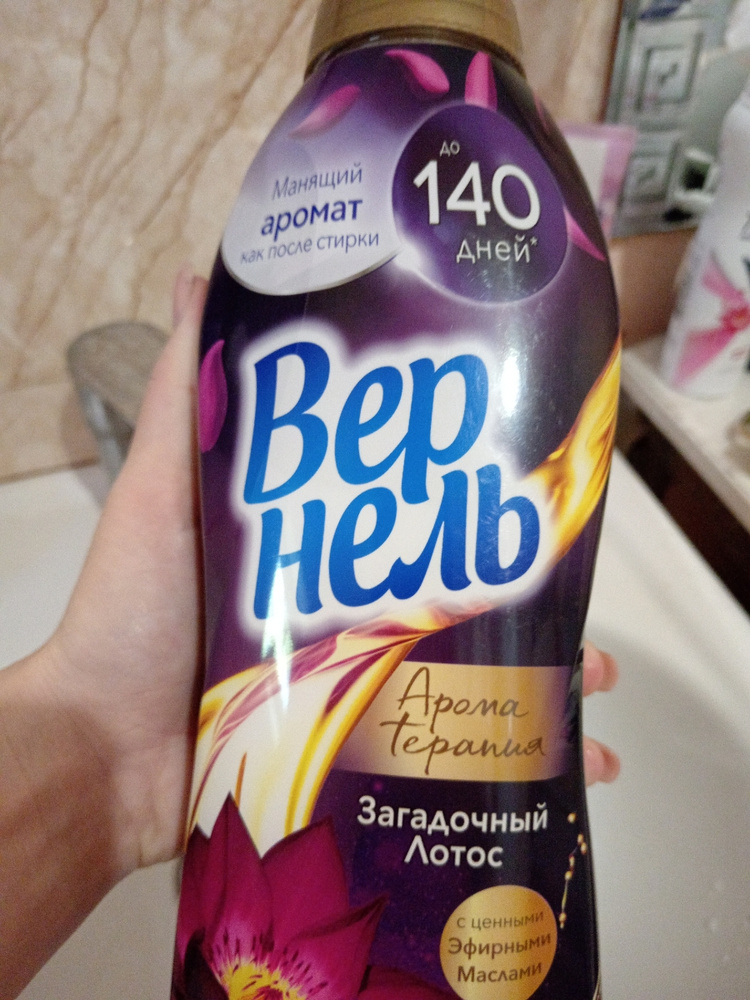 Манящий
аромат
как после стирки
до
140
дней*
Вер
нель
Арома
Терапия
Загадочный
Лотос
с ценными
Эфирными
Маслами